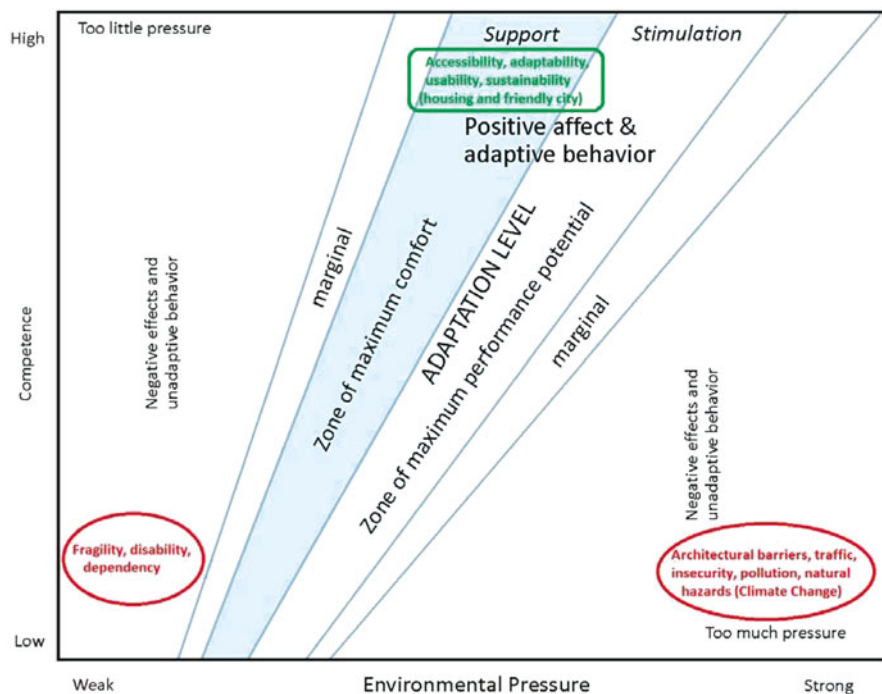 High
Too little pressure
Support
Stimulation
Accessibility, adaptability,
usability, sustainability
(housing and friendly city)
Positive affect &
adaptive behavior
marginal
Zone of maximum comfort
ADAPTATION LEVEL
Zone of maximum performance potential
marginal
Negative effects and
unadaptive behavior
Competence
Negative effects and
unadaptive behavior
Fragility, disability,
dependency
Architectural barriers, traffic,
insecurity, pollution, natural
hazards (Climate Change)
Too much pressure
Low
Weak
Environmental Pressure
Strong